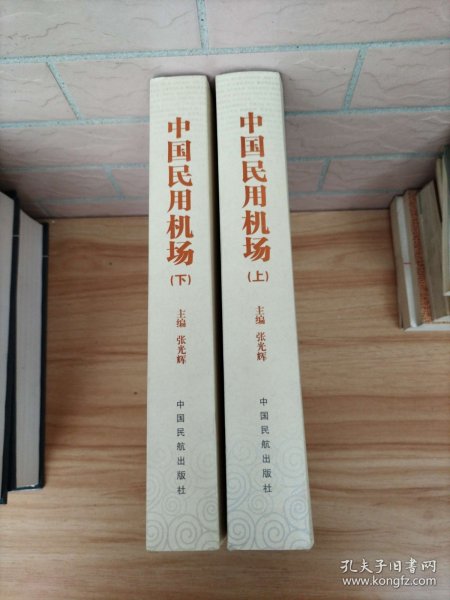 中国民用机场
(下)
主编 张光辉
中国民航出版社
中国民用机场
(上)
主编 张光辉
中国民航出版社
孔夫子旧书网
www.kongfz.com